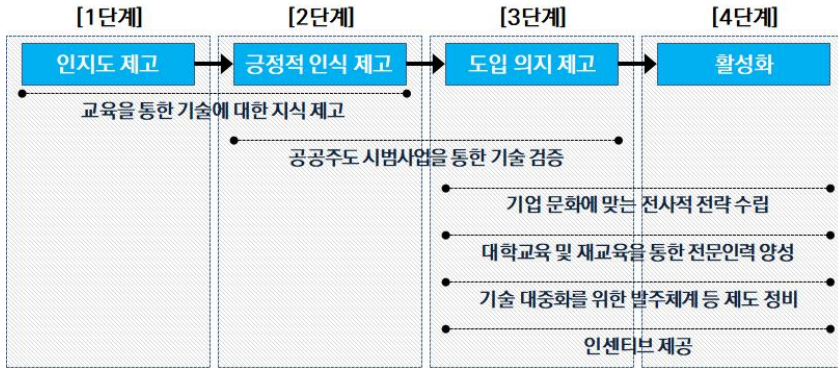 [1단계] [2단계] [3단계] [4단계]
인지도 제고 긍정적 인식 제고 도입 의지 제고 활성화
교육을 통한 기술에 대한 지식 제고
공공주도 시범사업을 통한 기술 검증
기업 문화에 맞는 전사적 전략 수립
대학교육 및 재교육을 통한 전문인력 양성
기술 대중화를 위한 발주체계 등 제도 정비
인센티브 제공